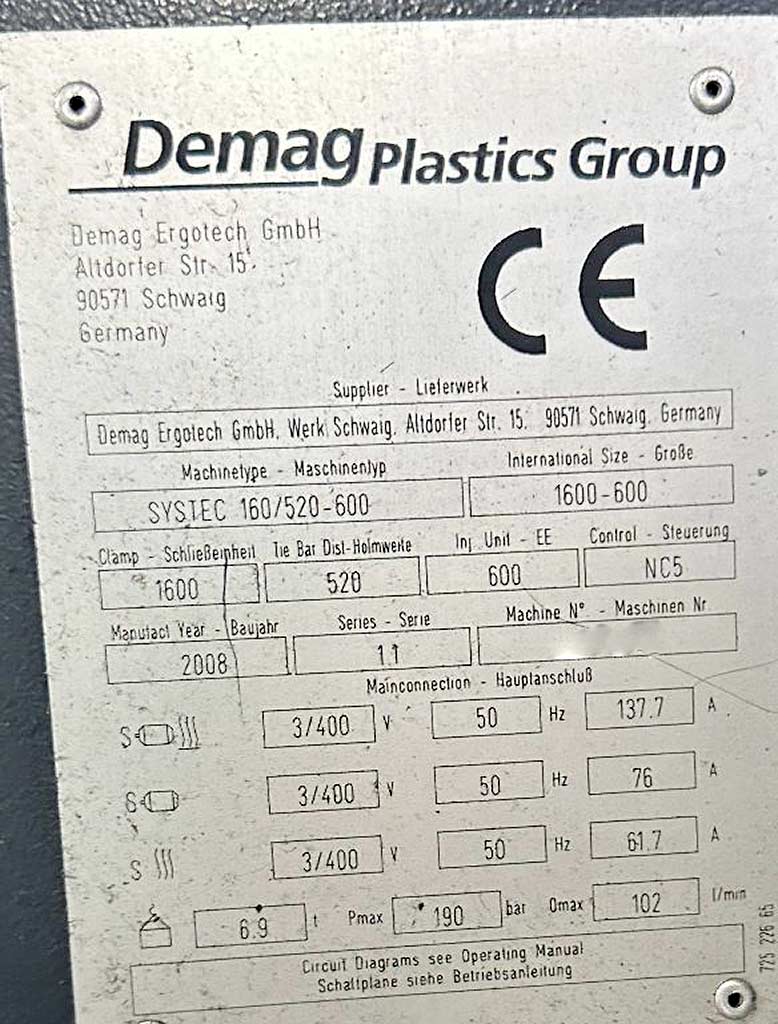 Demag Plastics Group
Demag Ergotech GmbH
Altdorfer Str. 15
90571 Schwaig
Germany
CE
Supplier - Lieferwerk
Demag Ergotech GmbH, Werk Schwaig, Altdorfer Str. 15, 90571 Schwaig, Germany
Machinetype - Maschinentyp International Size - Größe
SYSTEC 160/520-600 1600-600
Clamp - Schließeinheit Tie Bar Dist-Holmweite Inj Unit - EE Control - Steuerung
1600 520 600 NC5
Manufact Year - Baujahr Series - Serie Machine N° - Maschinen Nr
2008 11
Mainconnection - Hauptanschluß
S 3/400 V 50 Hz 137.7 A
S 3/400 V 50 Hz 76 A
S 3/400 V 50 Hz 61.7 A
6.9 t Pmax 190 bar Qmax 102 l/min
Circuit Diagrams see Operating Manual
Schaltpläne siehe Betriebsanleitung
725 226 65